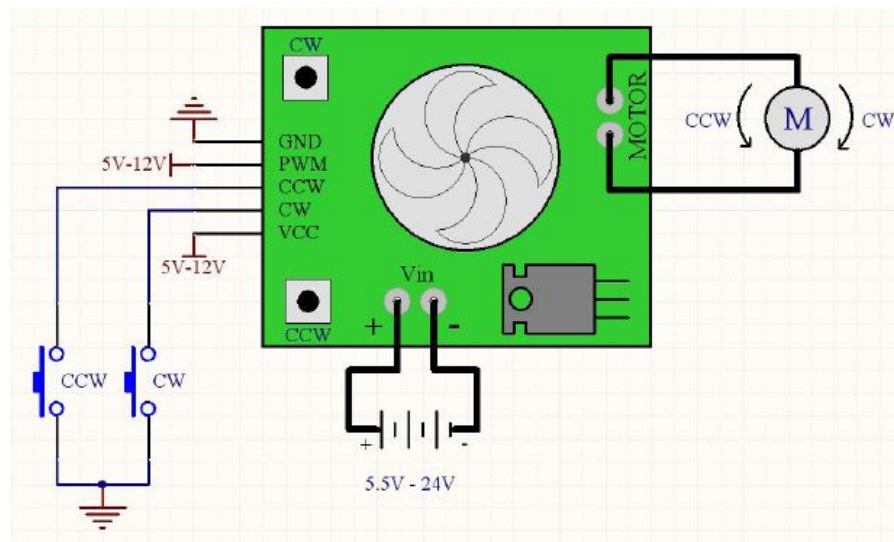 CW
GND
PWM
CCW
CW
VCC
5V-12V
5V-12V
MOTOR
CCW
M
CW
Vin
+ -
CCW
CCW
CW
+ -
5.5V - 24V